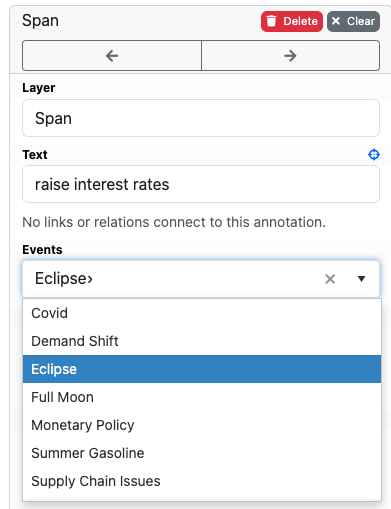 Span
Delete
Clear
Layer
Span
Text
raise interest rates
No links or relations connect to this annotation.
Events
Eclipse›
Covid
Demand Shift
Eclipse
Full Moon
Monetary Policy
Summer Gasoline
Supply Chain Issues